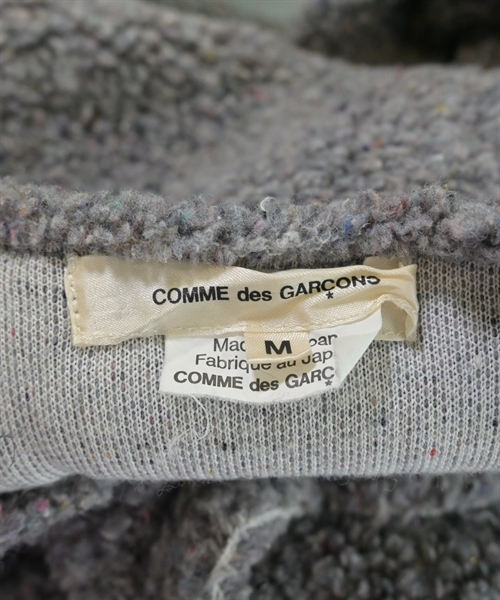 COMME des GARCONS
*
M
Fabrique au Jap
COMME des GARÇ
*